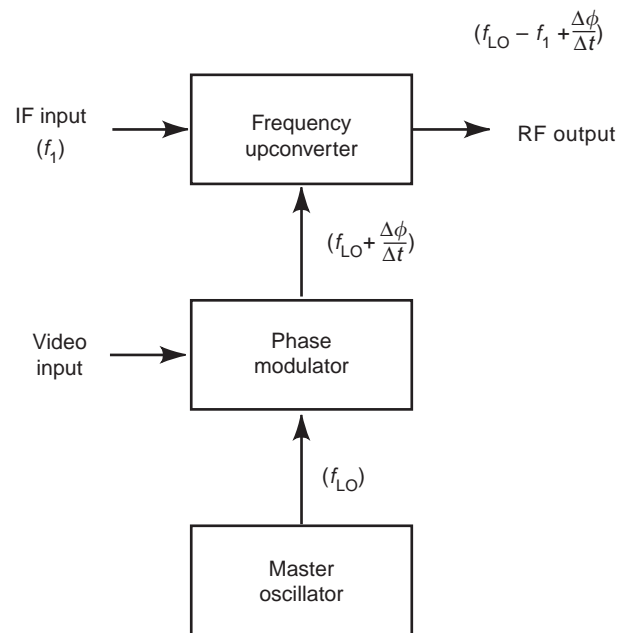 (f_LO – f_1 + Δϕ/Δt)
IF input
(f_1)
Frequency
upconverter
RF output
(f_LO + Δϕ/Δt)
Video
input
Phase
modulator
(f_LO)
Master
oscillator